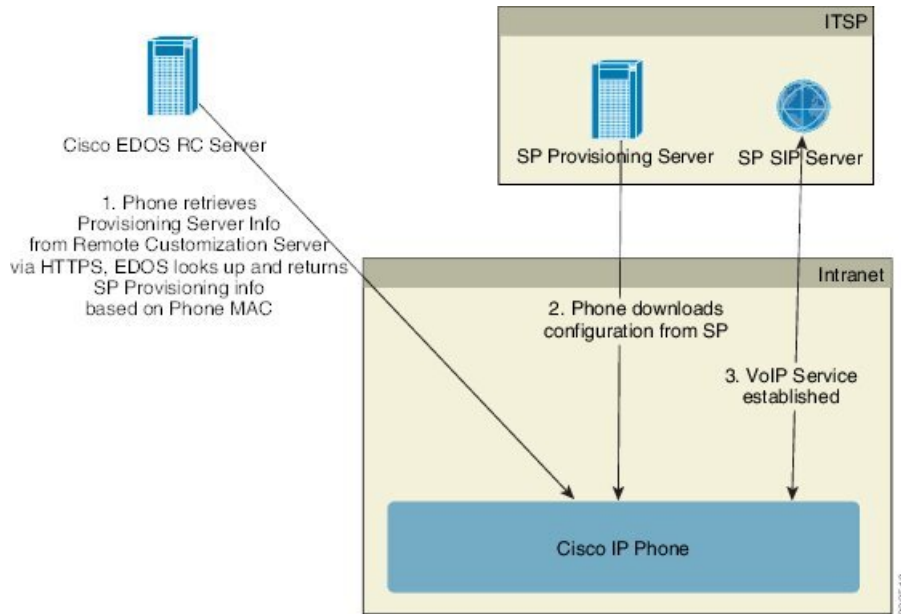 ITSP
Cisco EDOS RC Server
SP Provisioning Server
SP SIP Server
1. Phone retrieves
Provisioning Server Info
from Remote Customization Server
via HTTPS, EDOS looks up and returns
SP Provisioning info
based on Phone MAC
Intranet
2. Phone downloads
configuration from SP
3. VoIP Service
established
Cisco IP Phone